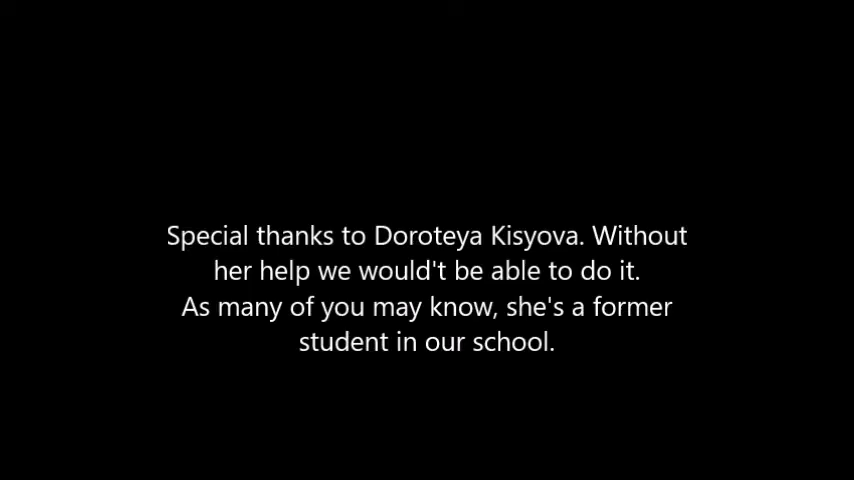 Special thanks to Doroteya Kisyova. Without
her help we would't be able to do it.
As many of you may know, she's a former
student in our school.